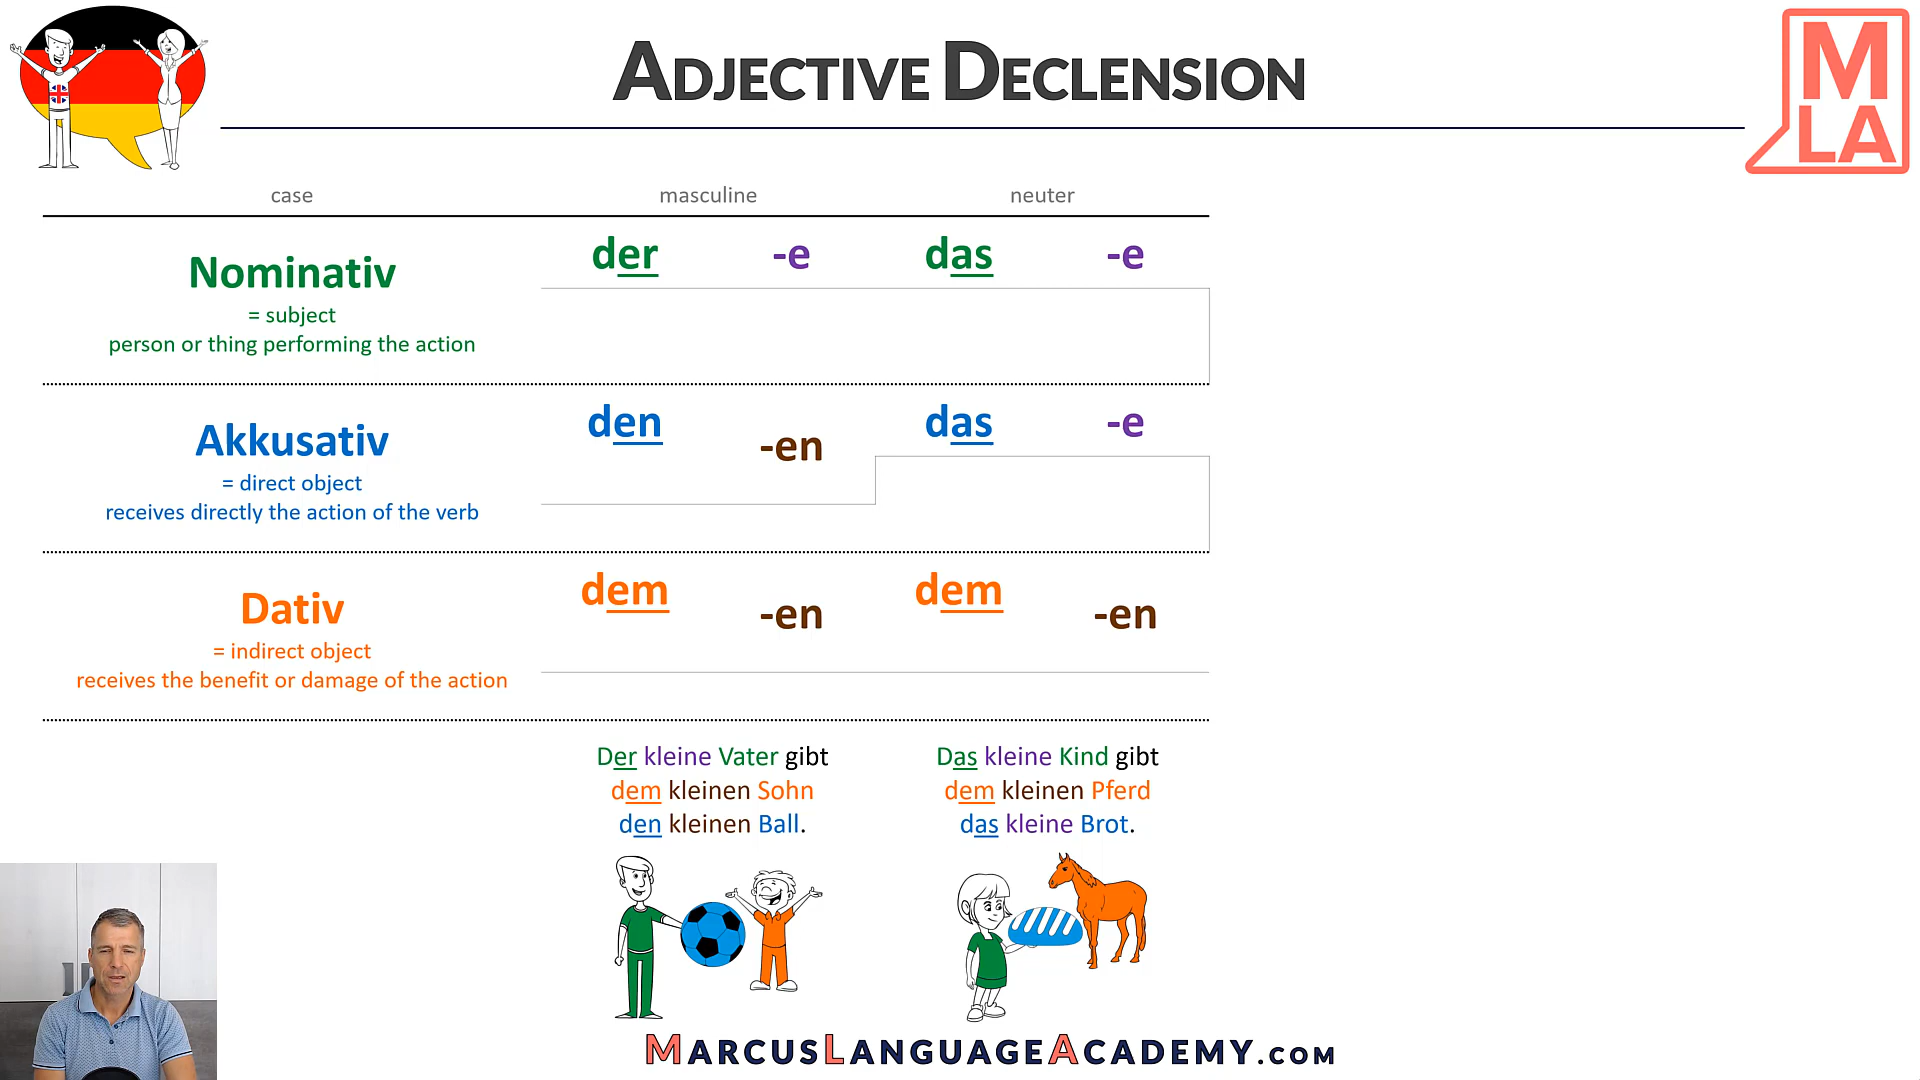 ADJECTIVE DECLENSION
M
LA
case masculine neuter
der -e das -e
Nominativ
= subject
person or thing performing the action
den -en das -e
Akkusativ
= direct object
receives directly the action of the verb
dem -en dem -en
Dativ
= indirect object
receives the benefit or damage of the action
Der kleine Vater gibt
dem kleinen Sohn
den kleinen Ball.
Das kleine Kind gibt
dem kleinen Pferd
das kleine Brot.
MARCUSLANGUAGEACADEMY.COM